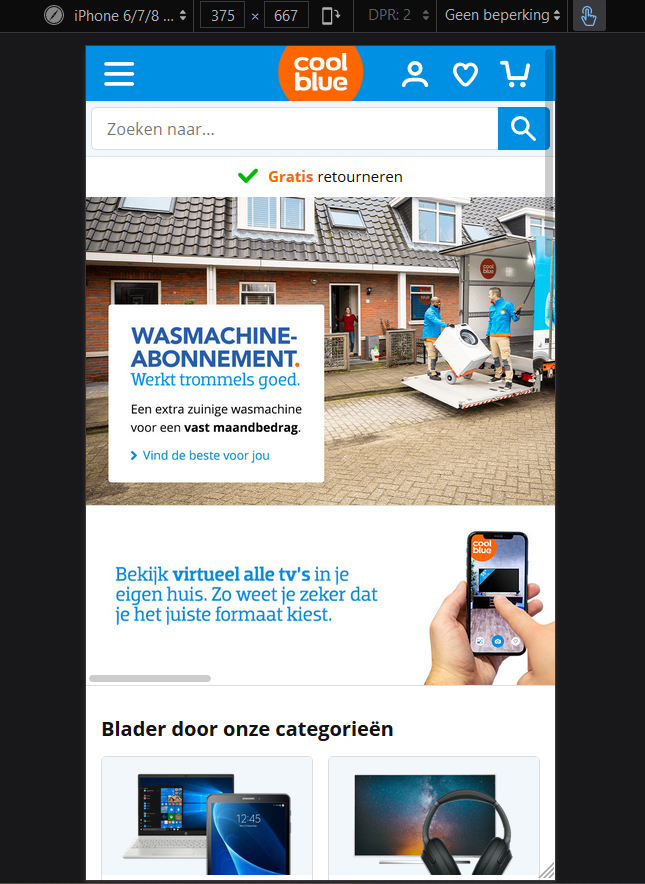 iPhone 6/7/8 ...
375 × 667
DPR: 2
Geen beperking
cool
blue
Zoeken naar...
Gratis retourneren
cool
blue
WASMACHINE-
ABONNEMENT.
Werkt trommels goed.
Een extra zuinige wasmachine
voor een vast maandbedrag.
Vind de beste voor jou
cool
blue
Bekijk virtueel alle tv's in je
eigen huis. Zo weet je zeker dat
je het juiste formaat kiest.
Blader door onze categorieën
12:45